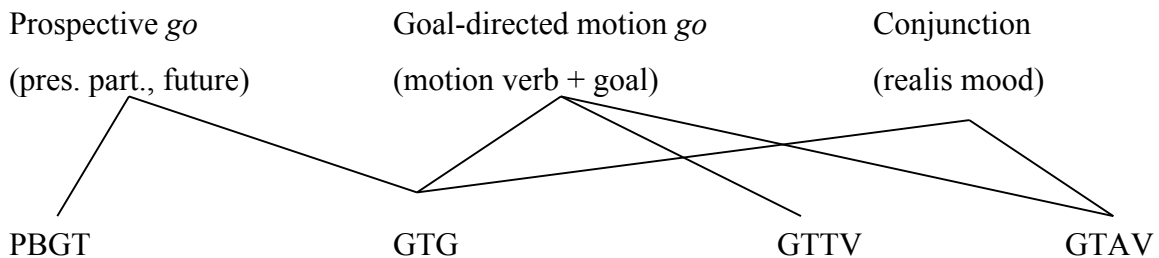 Prospective go Goal-directed motion go Conjunction
(pres. part., future) (motion verb + goal) (realis mood)
PBGT GTG GTTV GTAV